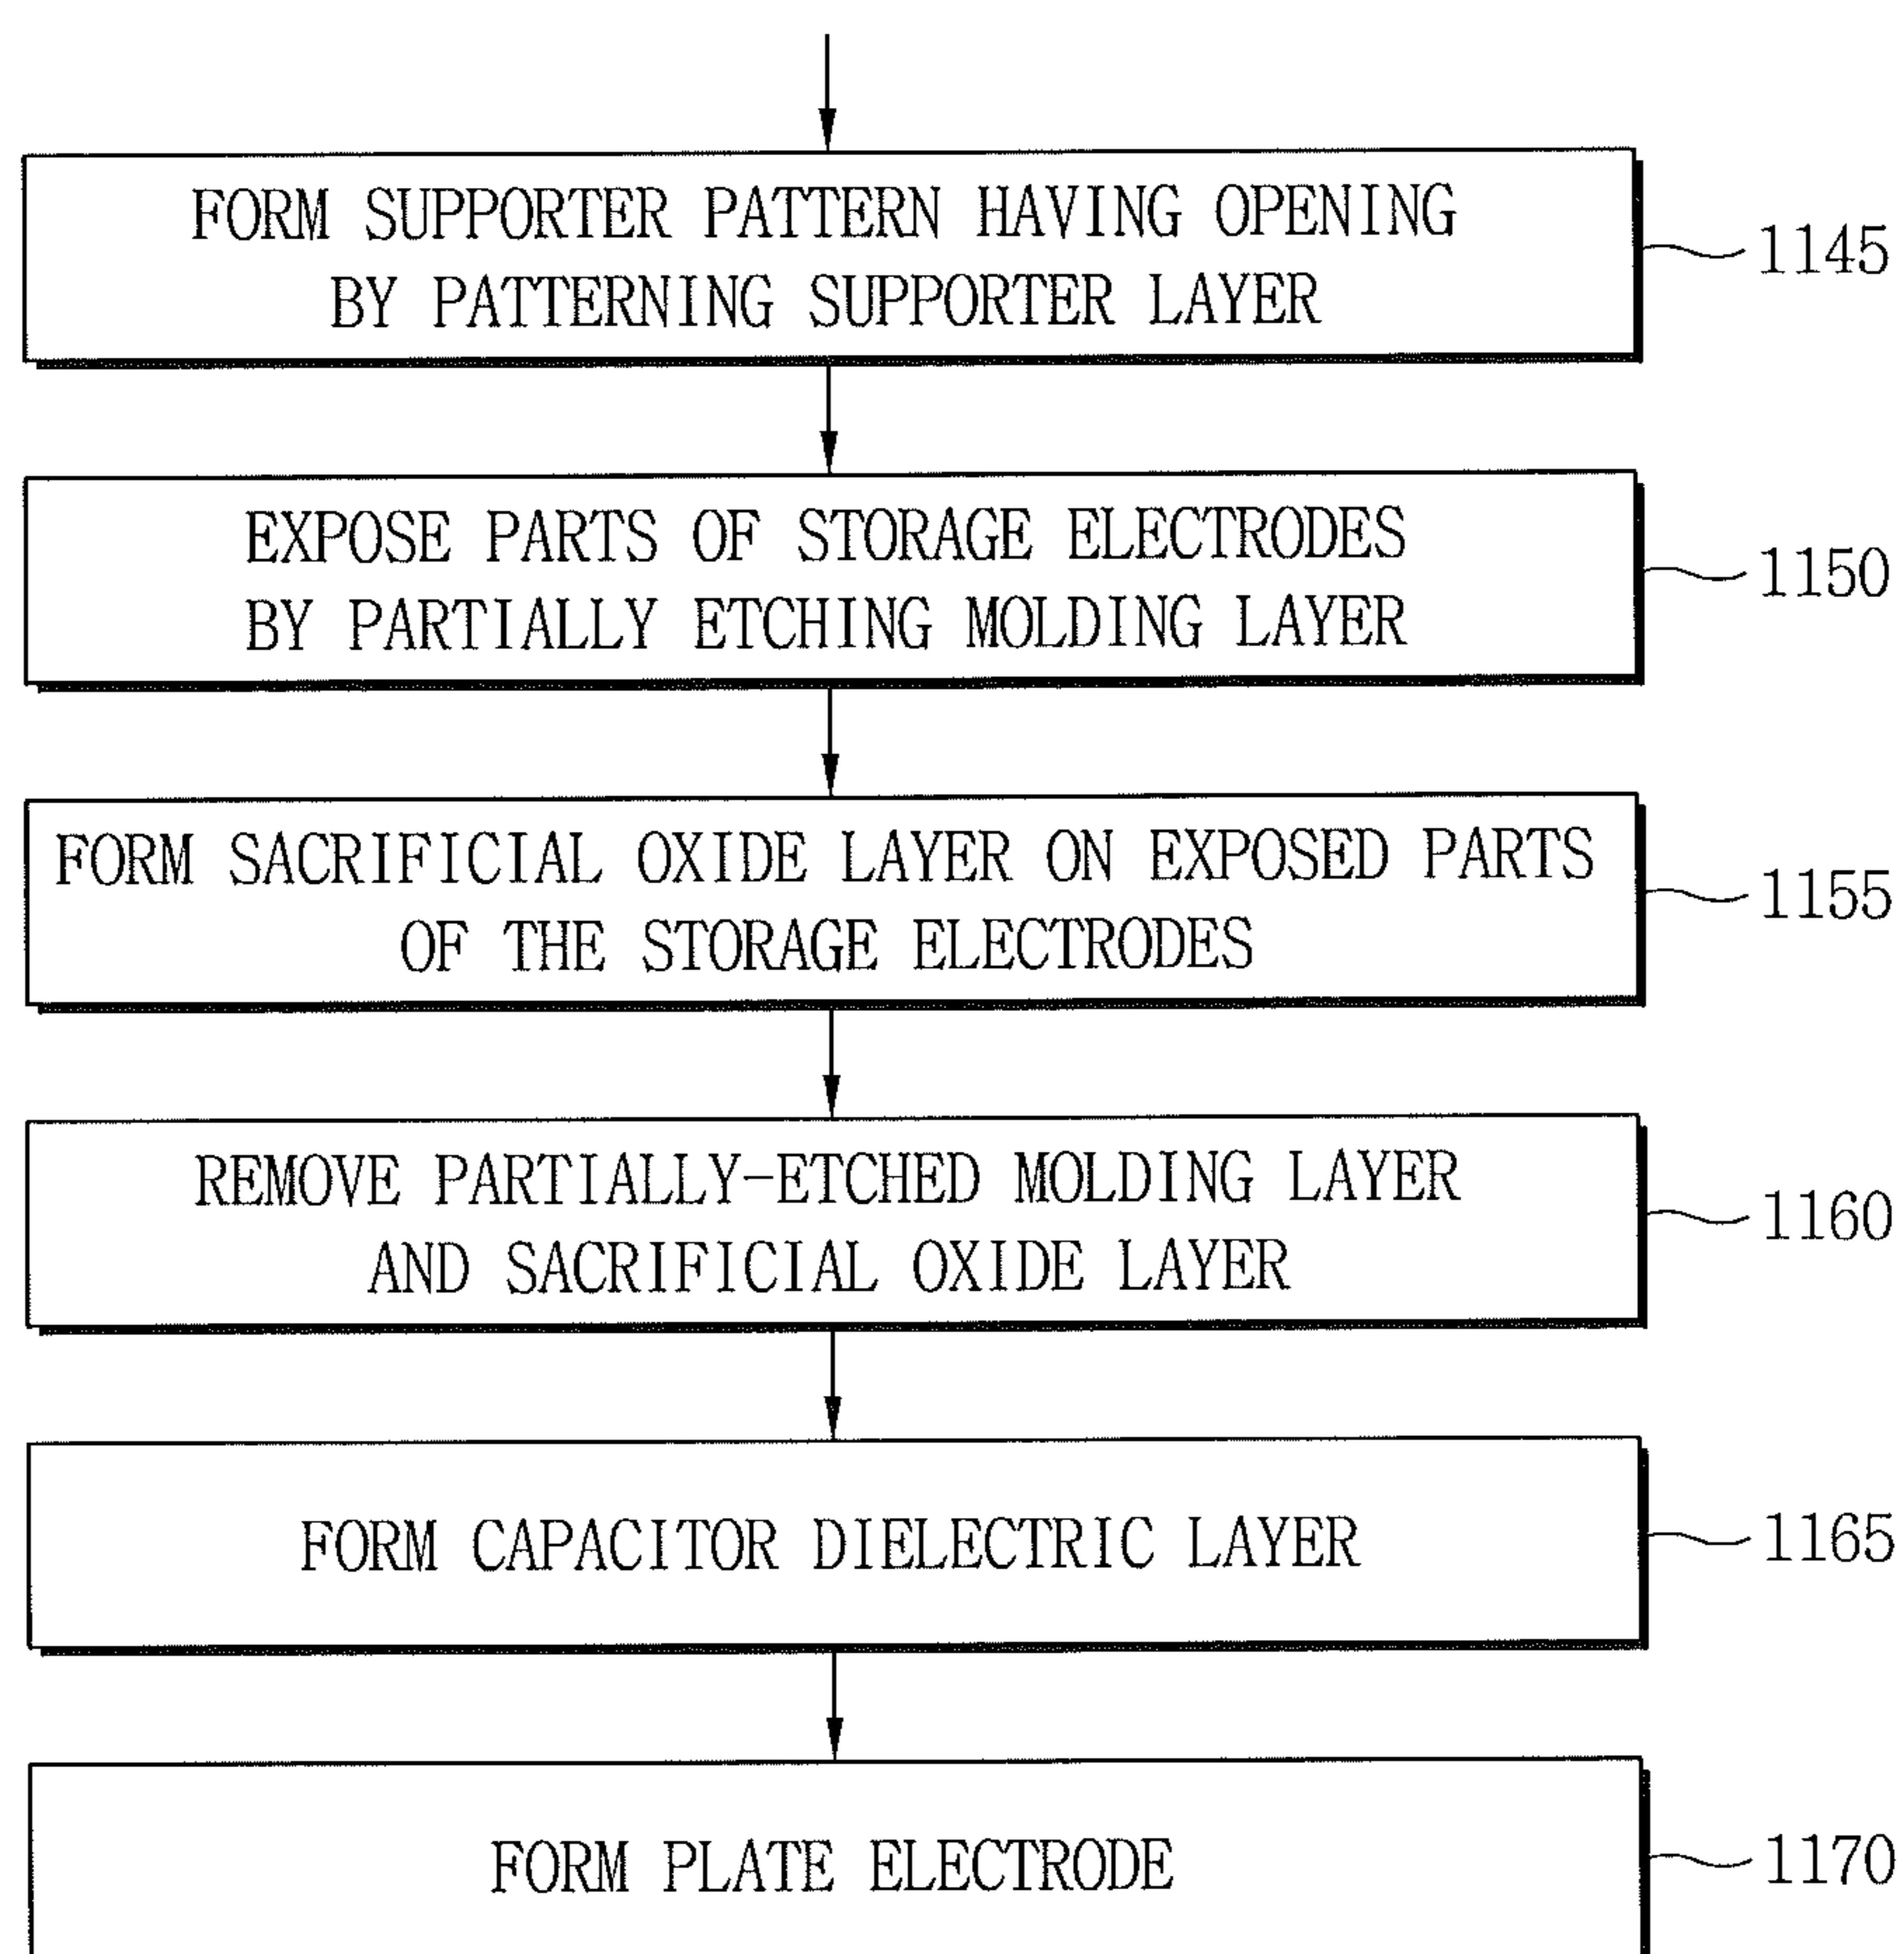 FORM SUPPORTER PATTERN HAVING OPENING
BY PATTERNING SUPPORTER LAYER
1145
EXPOSE PARTS OF STORAGE ELECTRODES
BY PARTIALLY ETCHING MOLDING LAYER
1150
FORM SACRIFICIAL OXIDE LAYER ON EXPOSED PARTS
OF THE STORAGE ELECTRODES
1155
REMOVE PARTIALLY-ETCHED MOLDING LAYER
AND SACRIFICIAL OXIDE LAYER
1160
FORM CAPACITOR DIELECTRIC LAYER
1165
FORM PLATE ELECTRODE
1170